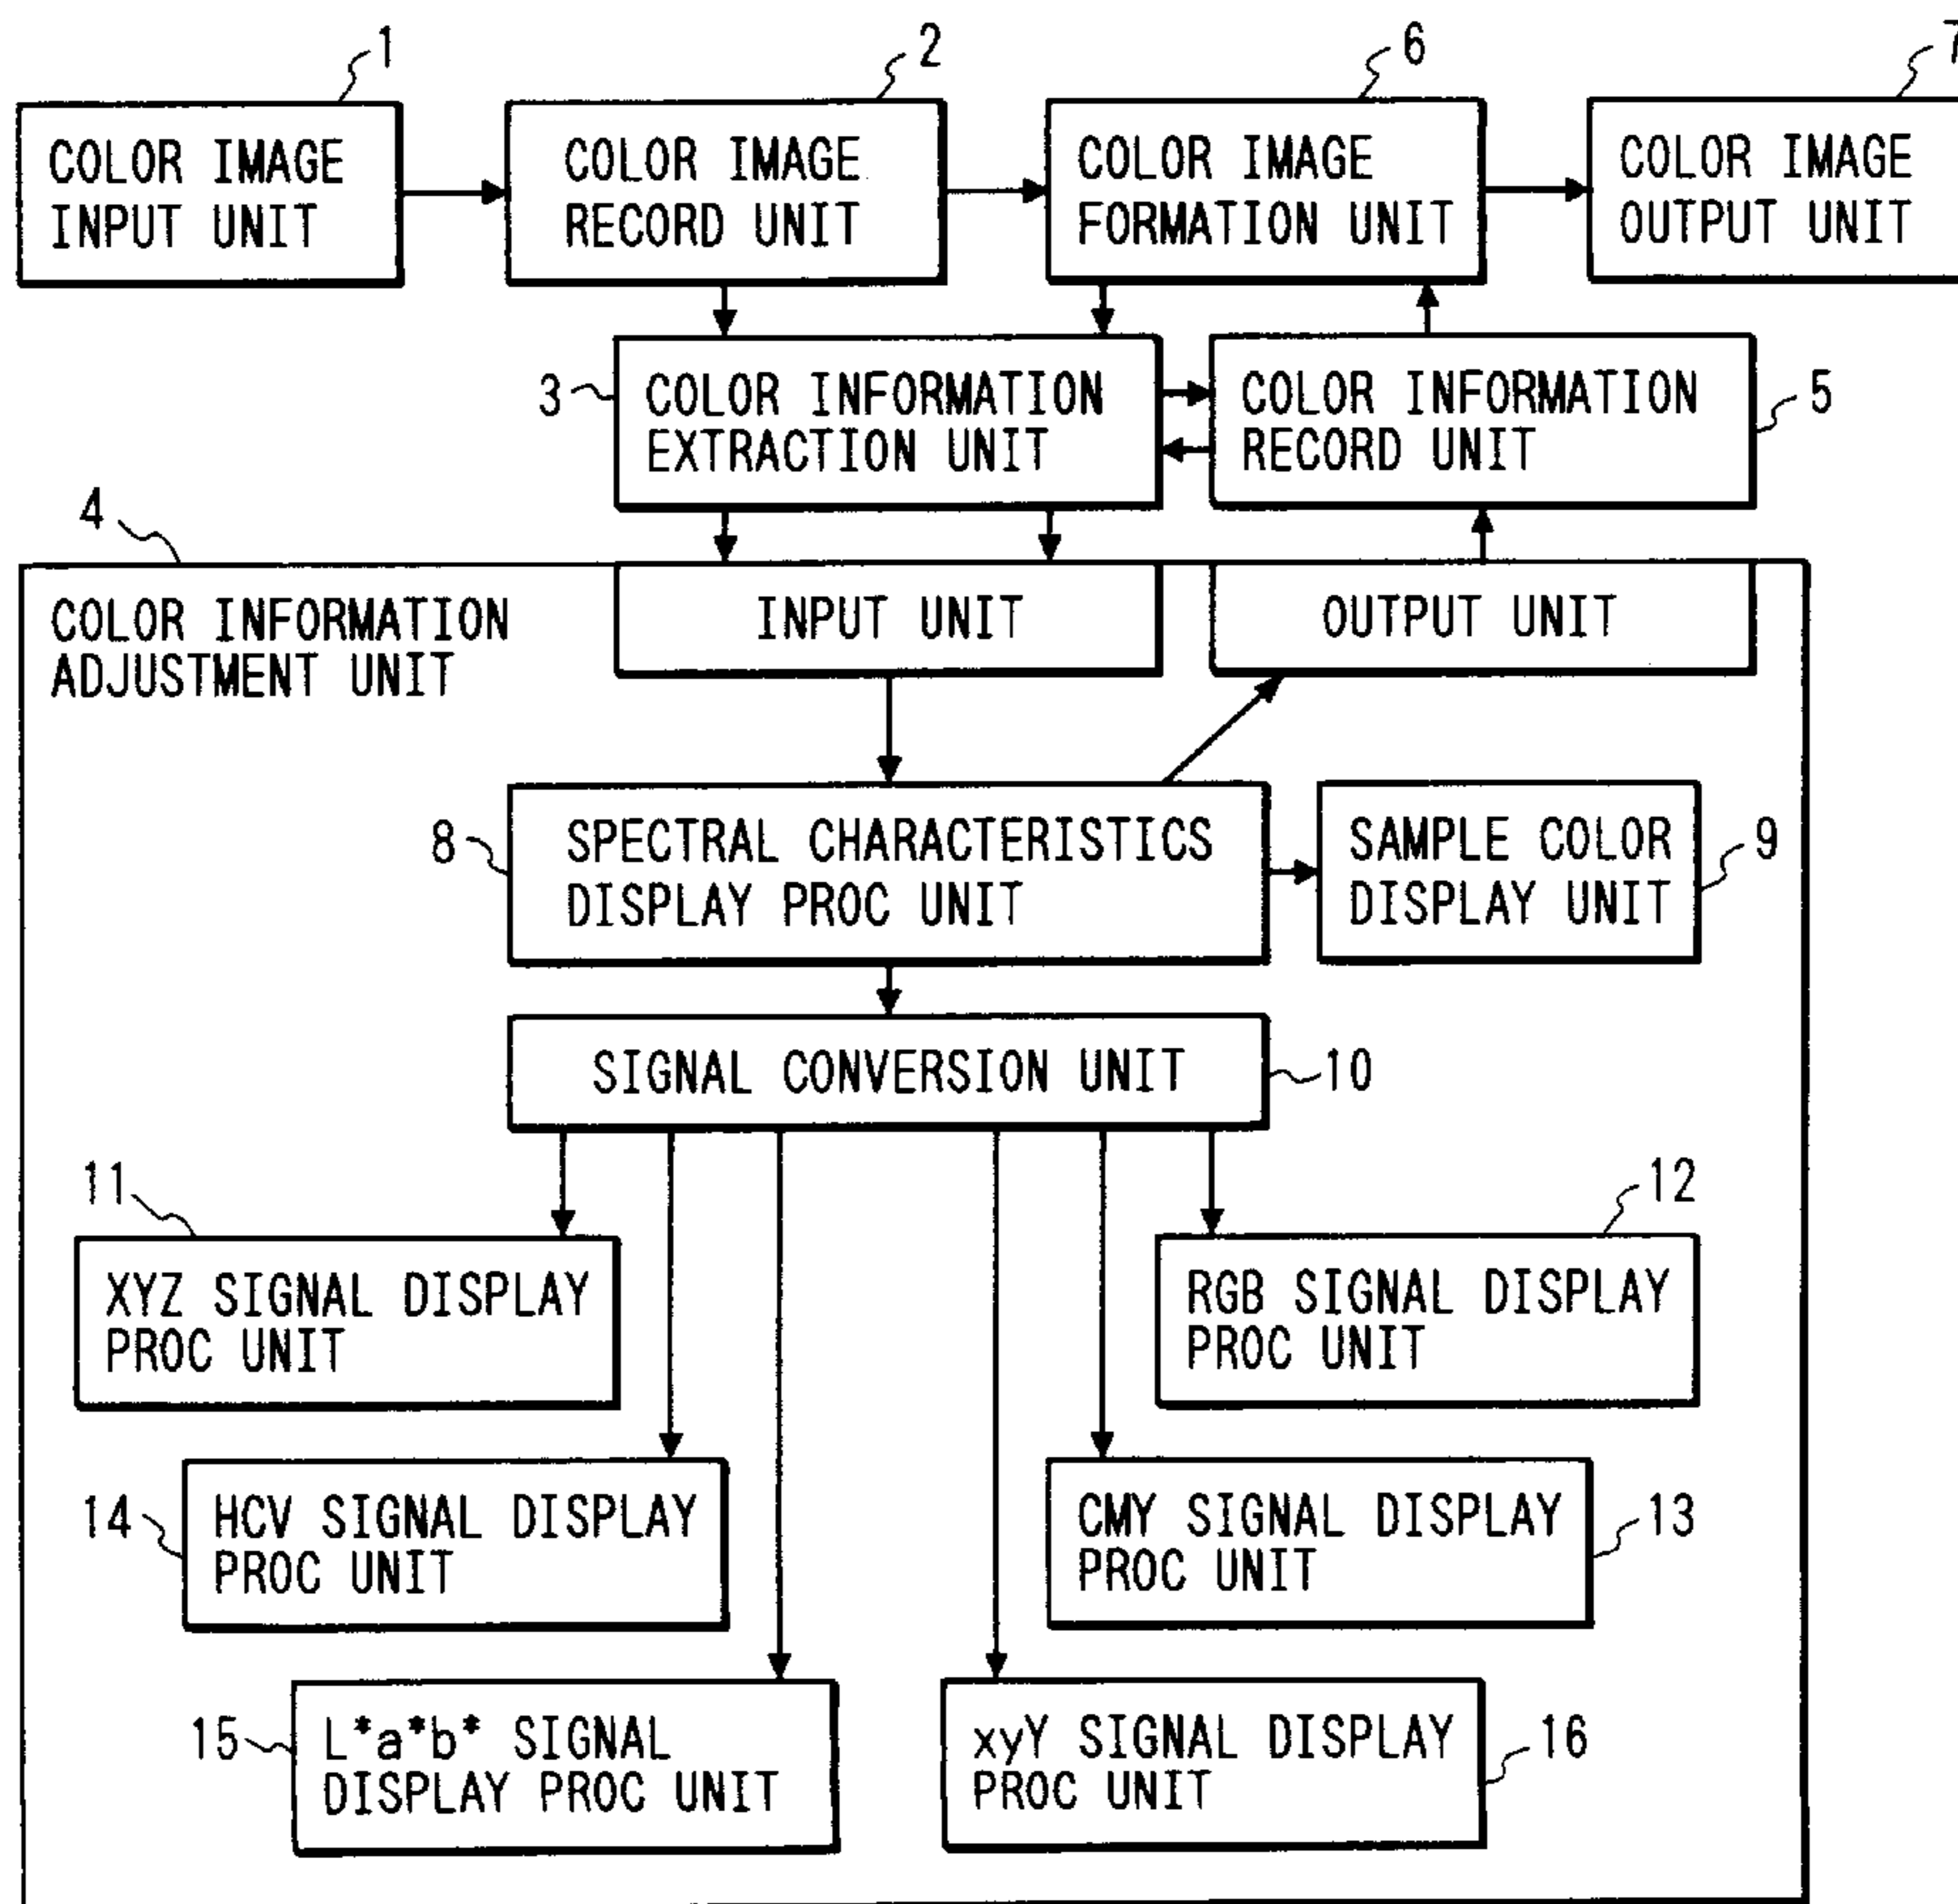 1
2
6
7
COLOR IMAGE
INPUT UNIT
COLOR IMAGE
RECORD UNIT
COLOR IMAGE
FORMATION UNIT
COLOR IMAGE
OUTPUT UNIT
3
COLOR INFORMATION
EXTRACTION UNIT
COLOR INFORMATION
RECORD UNIT
5
4
COLOR INFORMATION
ADJUSTMENT UNIT
INPUT UNIT
OUTPUT UNIT
8
SPECTRAL CHARACTERISTICS
DISPLAY PROC UNIT
SAMPLE COLOR
DISPLAY UNIT
9
SIGNAL CONVERSION UNIT
10
11
12
XYZ SIGNAL DISPLAY
PROC UNIT
RGB SIGNAL DISPLAY
PROC UNIT
14
HCV SIGNAL DISPLAY
PROC UNIT
CMY SIGNAL DISPLAY
PROC UNIT
13
15
L*a*b* SIGNAL
DISPLAY PROC UNIT
xyY SIGNAL DISPLAY
PROC UNIT
16